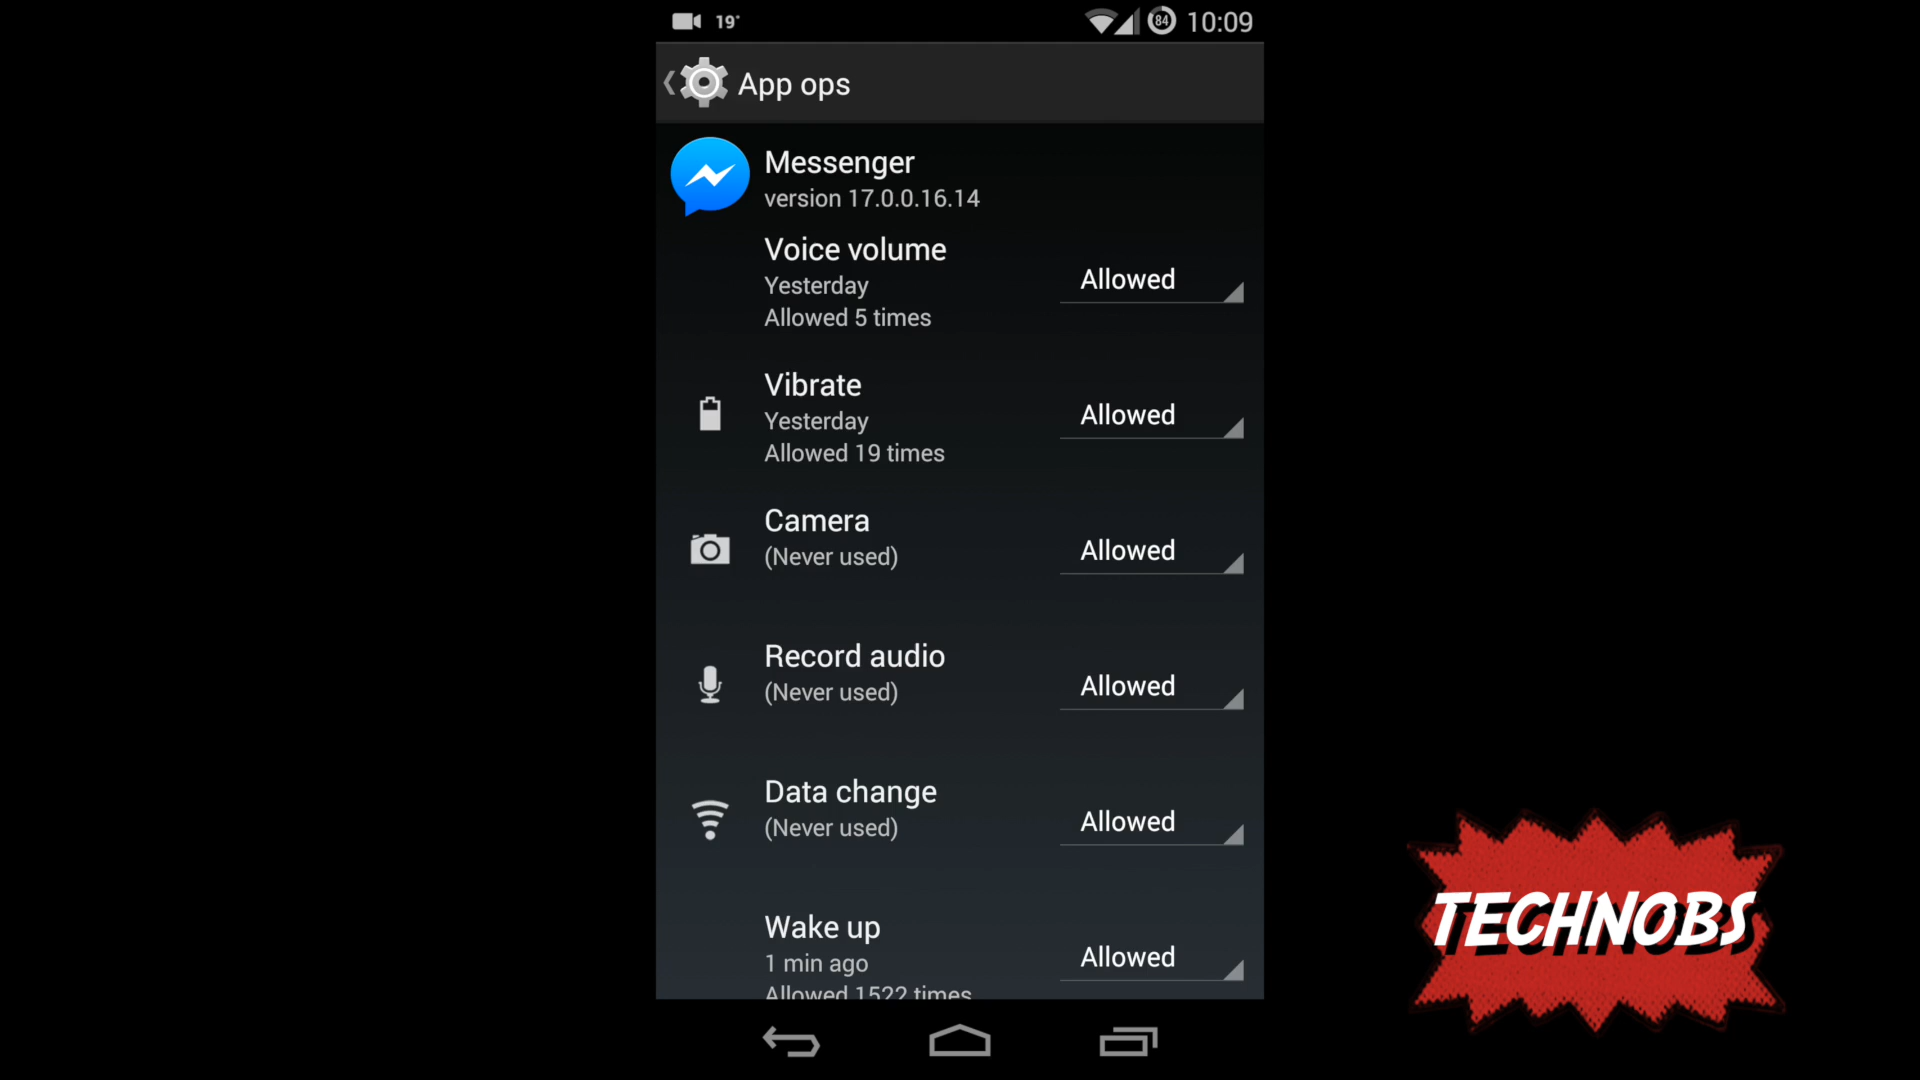 19°
84 10:09
App ops
Messenger
version 17.0.0.16.14
Voice volume
Yesterday
Allowed 5 times
Allowed
Vibrate
Yesterday
Allowed 19 times
Allowed
Camera
(Never used)
Allowed
Record audio
(Never used)
Allowed
Data change
(Never used)
Allowed
Wake up
1 min ago
Allowed 1522 times
Allowed
TECHNOBS